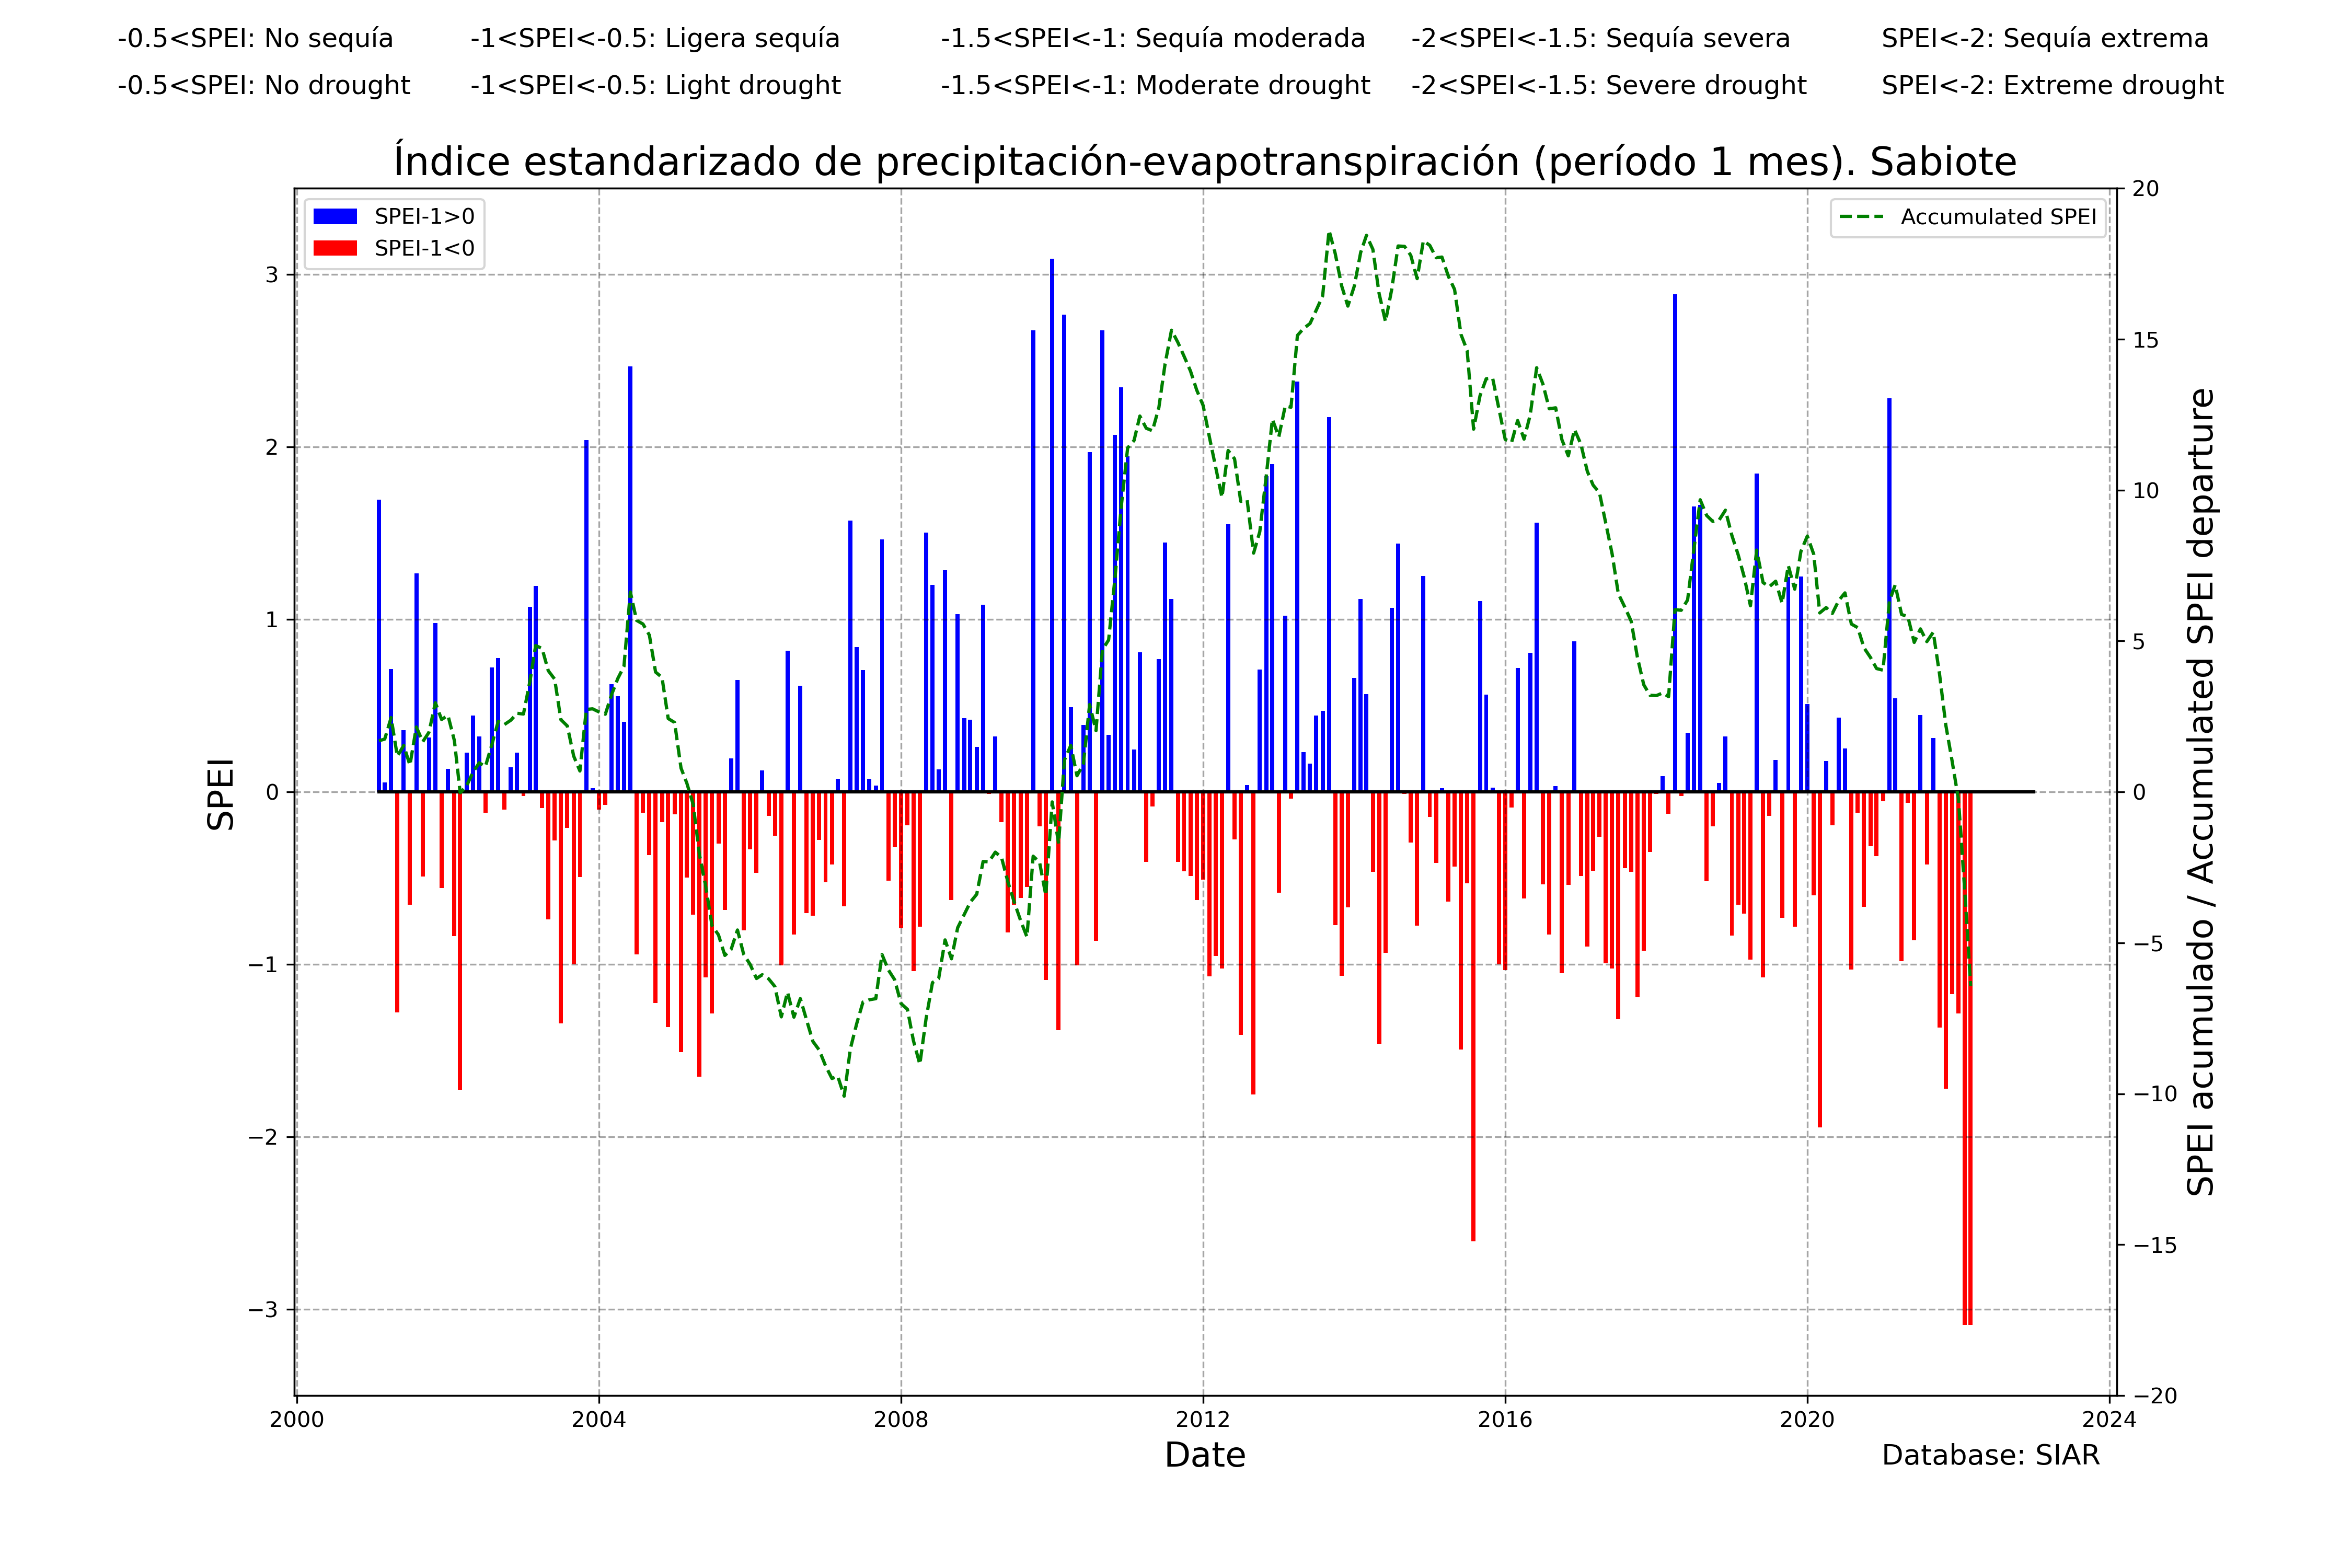 -0.5<SPEI: No sequía -1<SPEI<-0.5: Ligera sequía -1.5<SPEI<-1: Sequía moderada -2<SPEI<-1.5: Sequía severa SPEI<-2: Sequía extrema
-0.5<SPEI: No drought -1<SPEI<-0.5: Light drought -1.5<SPEI<-1: Moderate drought -2<SPEI<-1.5: Severe drought SPEI<-2: Extreme drought
Índice estandarizado de precipitación-evapotranspiración (período 1 mes). Sabiote
SPEI-1>0
SPEI-1<0
Accumulated SPEI
SPEI
3
2
1
0
−1
−2
−3
20
15
10
5
0
−5
−10
−15
−20
SPEI acumulado / Accumulated SPEI departure
2000 2004 2008 2012 2016 2020 2024
Date
Database: SIAR